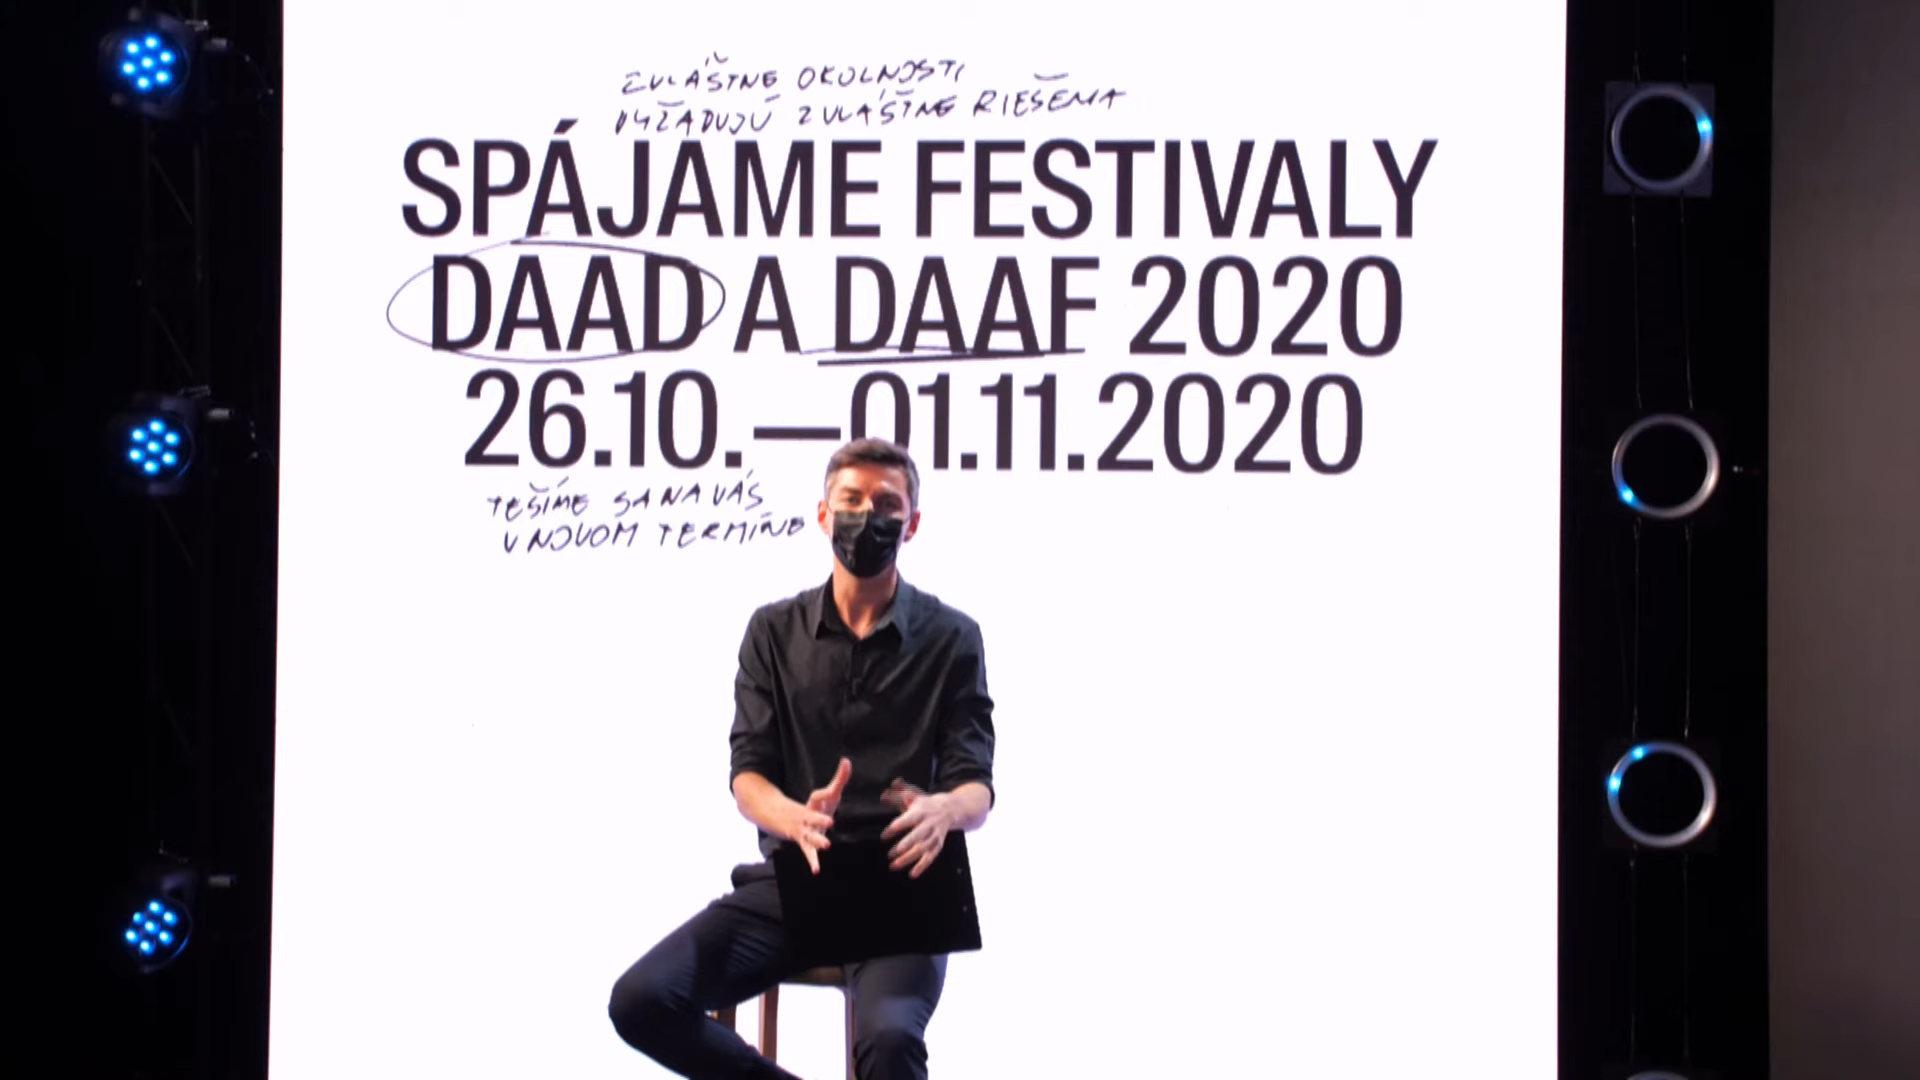 ZVLÁŠTNE OKOLNOSTI
VYŽADUJÚ ZVLÁŠTNE RIEŠENIA
SPÁJAME FESTIVALY
DAAD A DAAF 2020
26.10.—01.11.2020
TEŠÍME SA NA VÁS
V NOVOM TERMÍNE